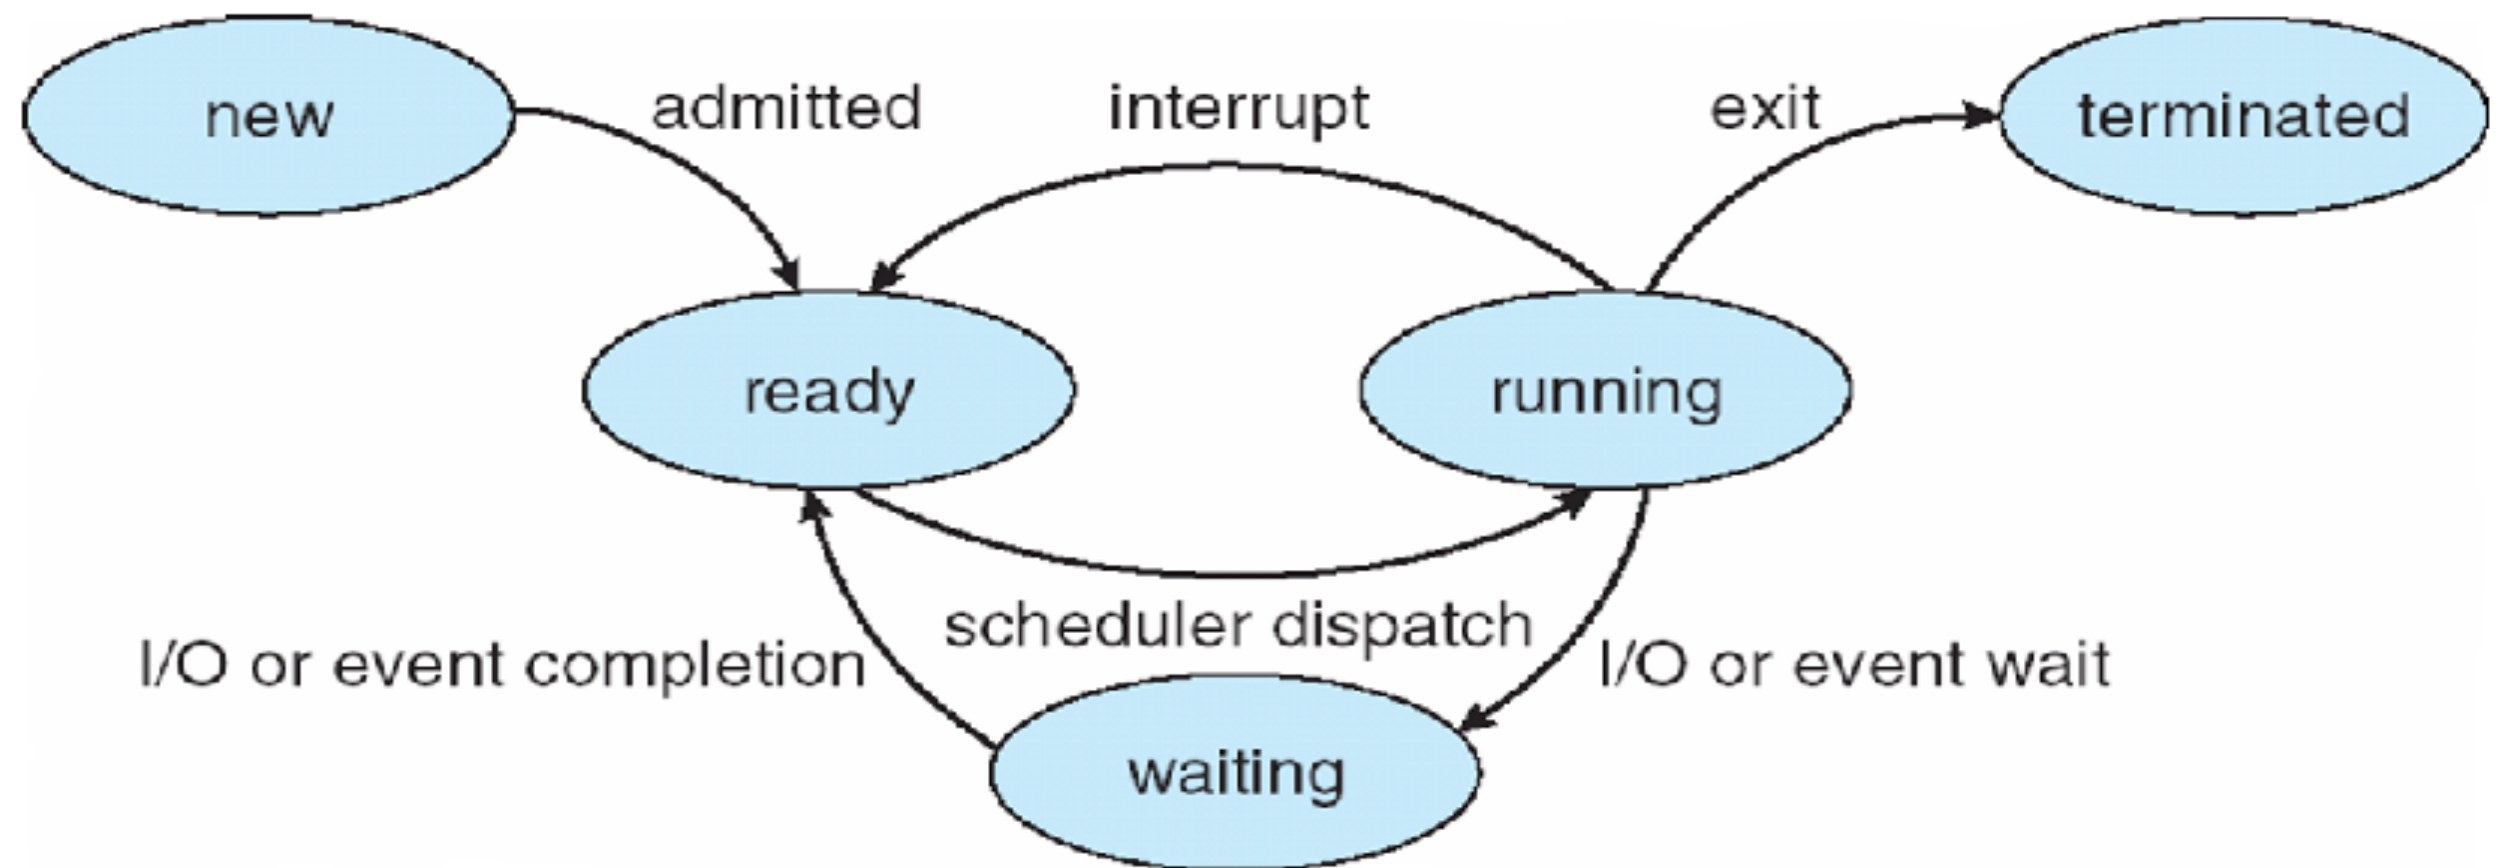 new
admitted
interrupt
exit
terminated
ready
running
scheduler dispatch
I/O or event completion
I/O or event wait
waiting